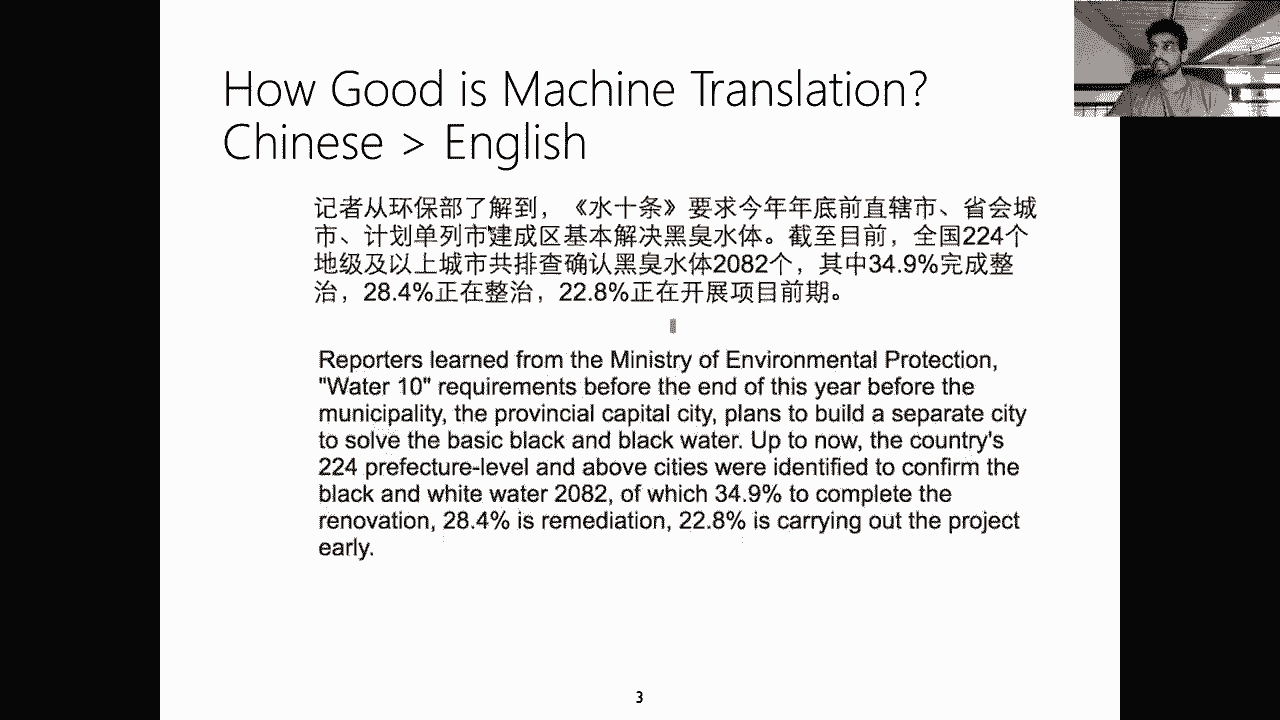 How Good is Machine Translation?
Chinese > English
记者从环保部了解到，《水十条》要求今年年底前直辖市、省会城
市、计划单列市建成区基本解决黑臭水体。截至目前，全国224个
地级及以上城市共排查确认黑臭水体2082个，其中34.9%完成整
治，28.4%正在整治，22.8%正在开展项目前期。
Reporters learned from the Ministry of Environmental Protection,
"Water 10" requirements before the end of this year before the
municipality, the provincial capital city, plans to build a separate city
to solve the basic black and black water. Up to now, the country's
224 prefecture-level and above cities were identified to confirm the
black and white water 2082, of which 34.9% to complete the
renovation, 28.4% is remediation, 22.8% is carrying out the project
early.
3